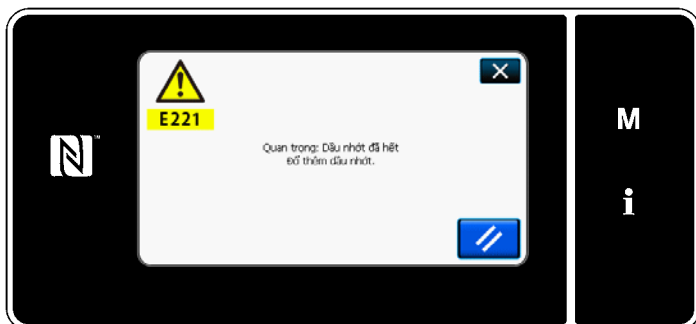 E221
Quan trọng: Dầu nhớt đã hết
Đổ thêm dầu nhớt.
M
i